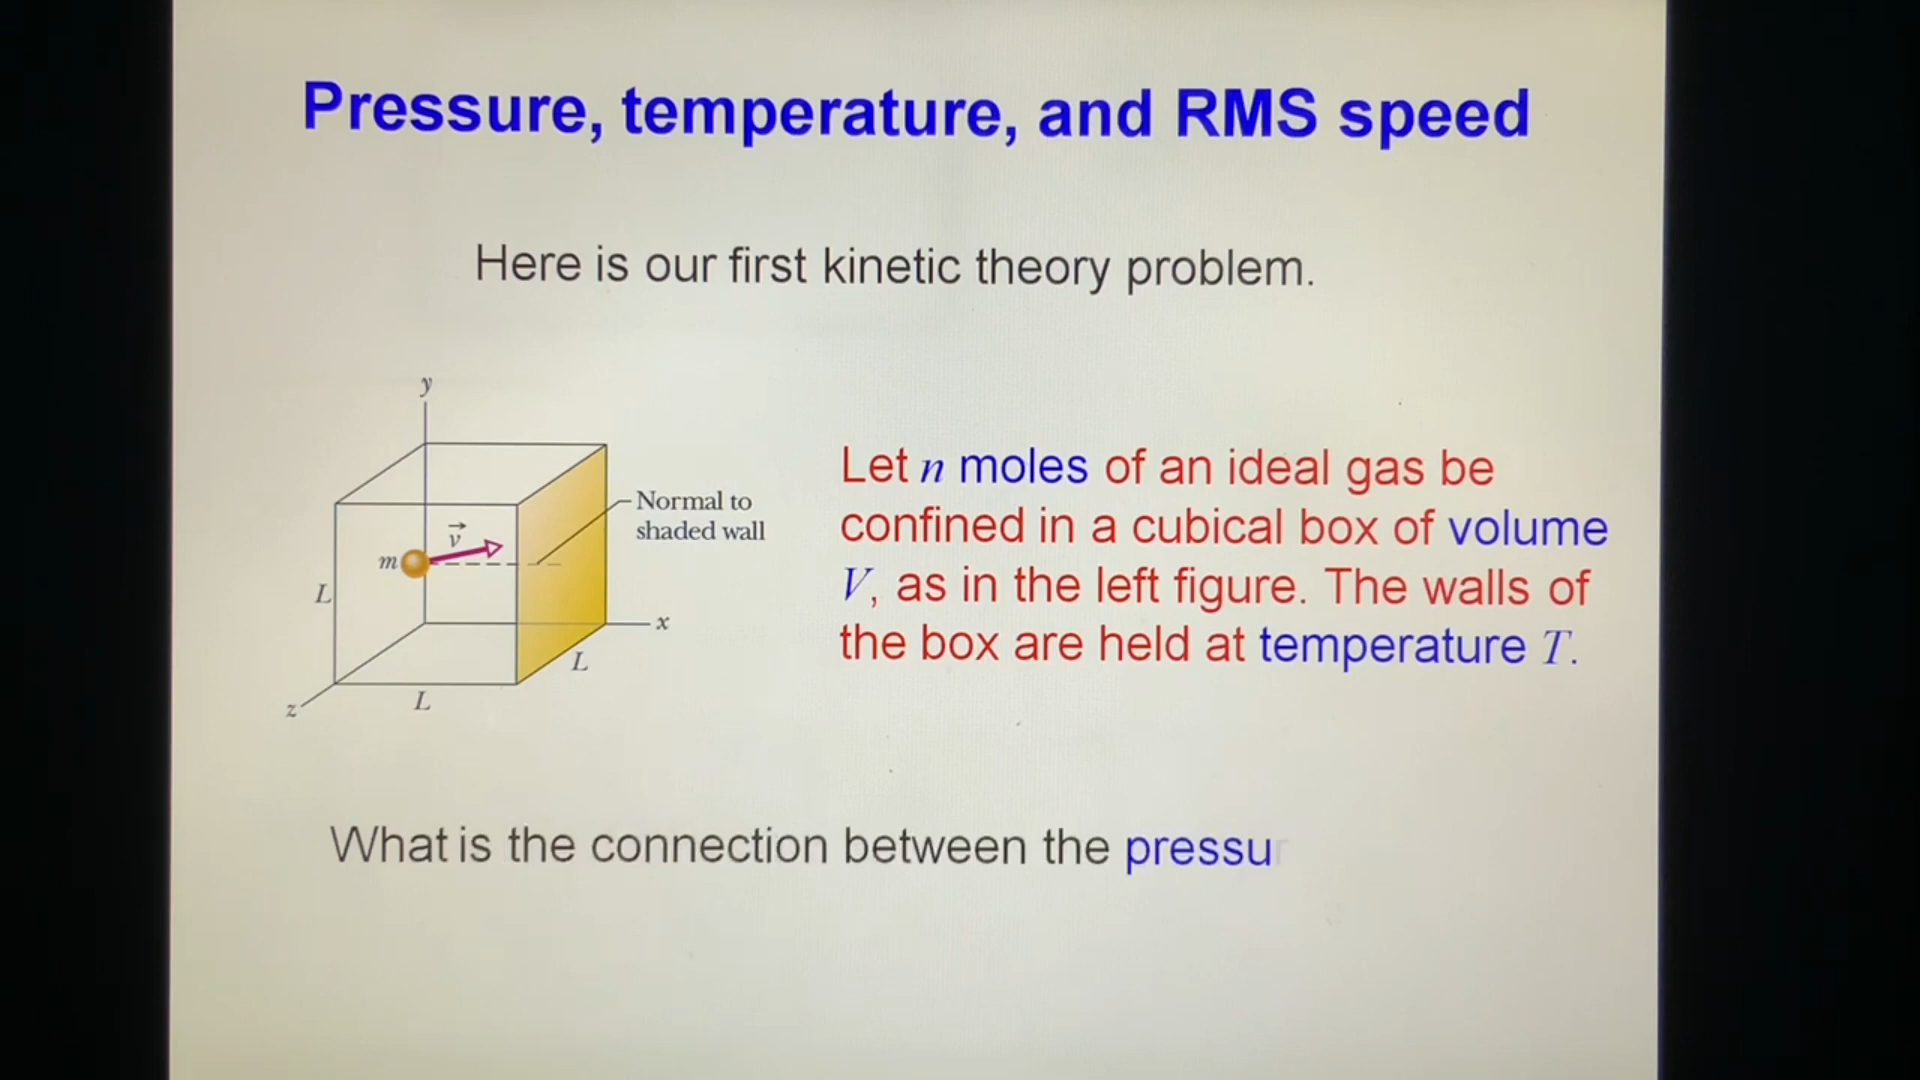 Pressure, temperature, and RMS speed
Here is our first kinetic theory problem.
y
Normal to
shaded wall
v
m
L
x
L
L
z
Let n moles of an ideal gas be
confined in a cubical box of volume
V, as in the left figure. The walls of
the box are held at temperature T.
What is the connection between the pressur